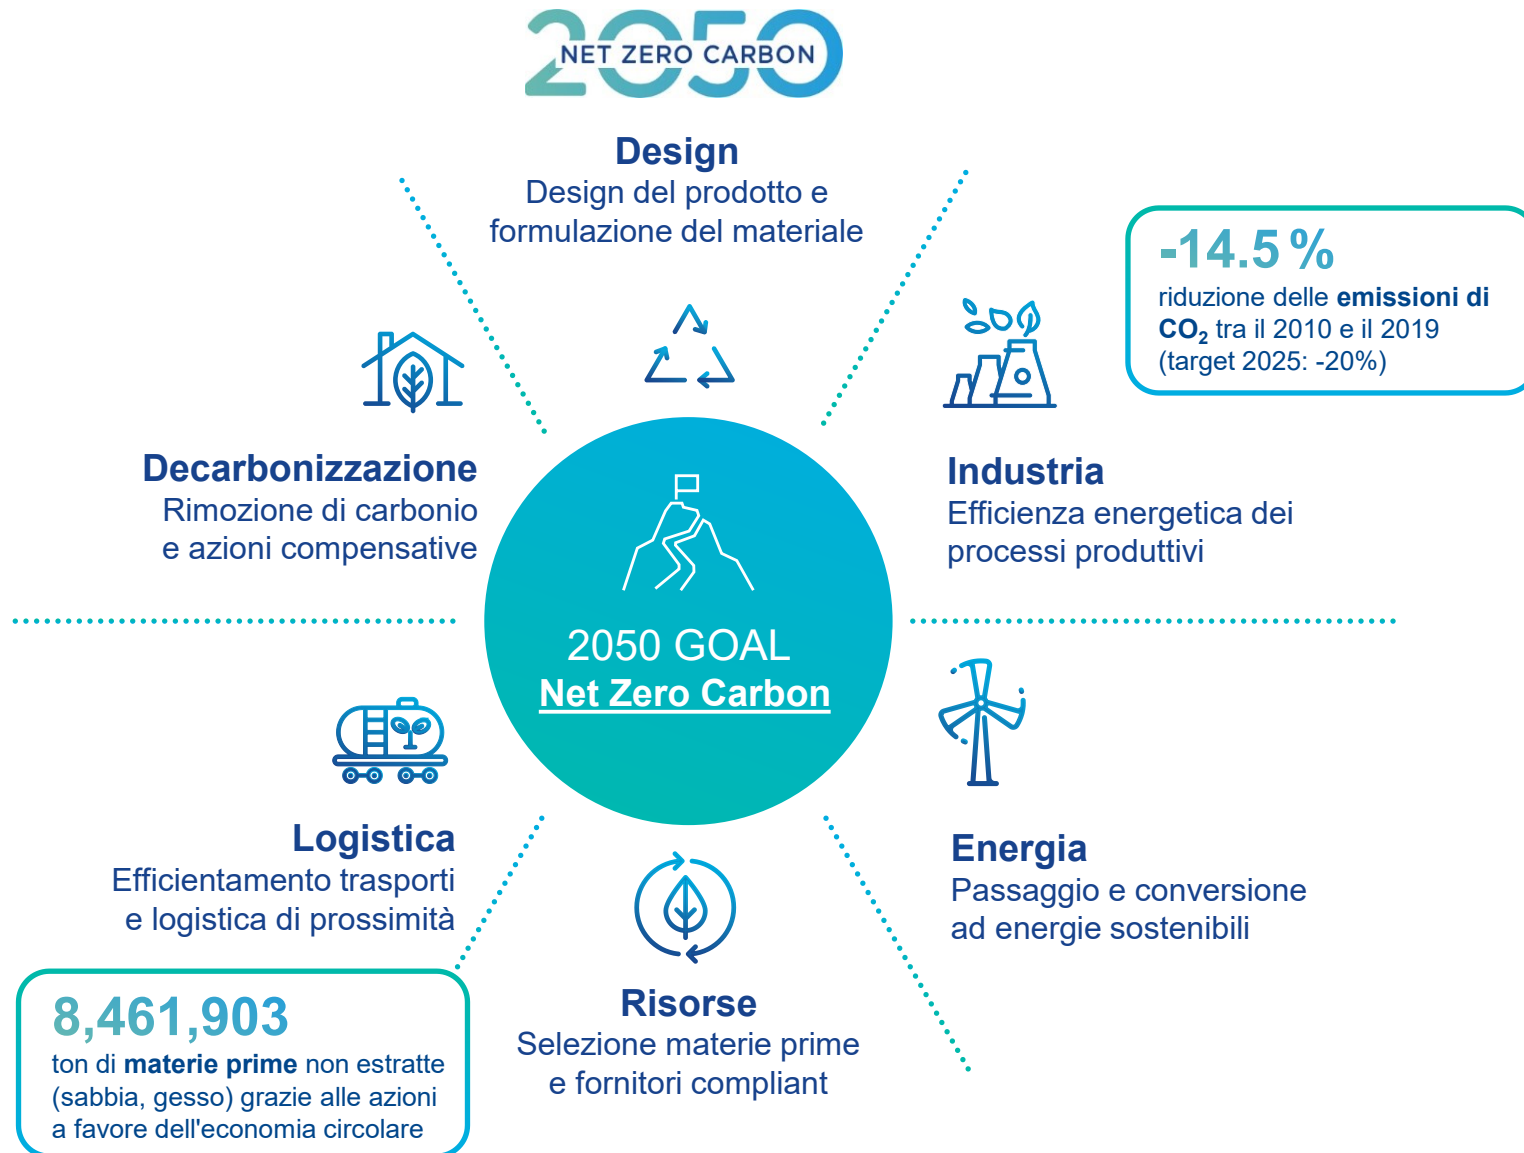 2050
NET ZERO CARBON
Design
Design del prodotto e
formulazione del materiale
-14.5 %
riduzione delle emissioni di
CO₂ tra il 2010 e il 2019
(target 2025: -20%)
Decarbonizzazione
Rimozione di carbonio
e azioni compensative
Industria
Efficienza energetica dei
processi produttivi
2050 GOAL
Net Zero Carbon
Logistica
Efficientamento trasporti
e logistica di prossimità
Energia
Passaggio e conversione
ad energie sostenibili
Risorse
Selezione materie prime
e fornitori compliant
8,461,903
ton di materie prime non estratte
(sabbia, gesso) grazie alle azioni
a favore dell'economia circolare